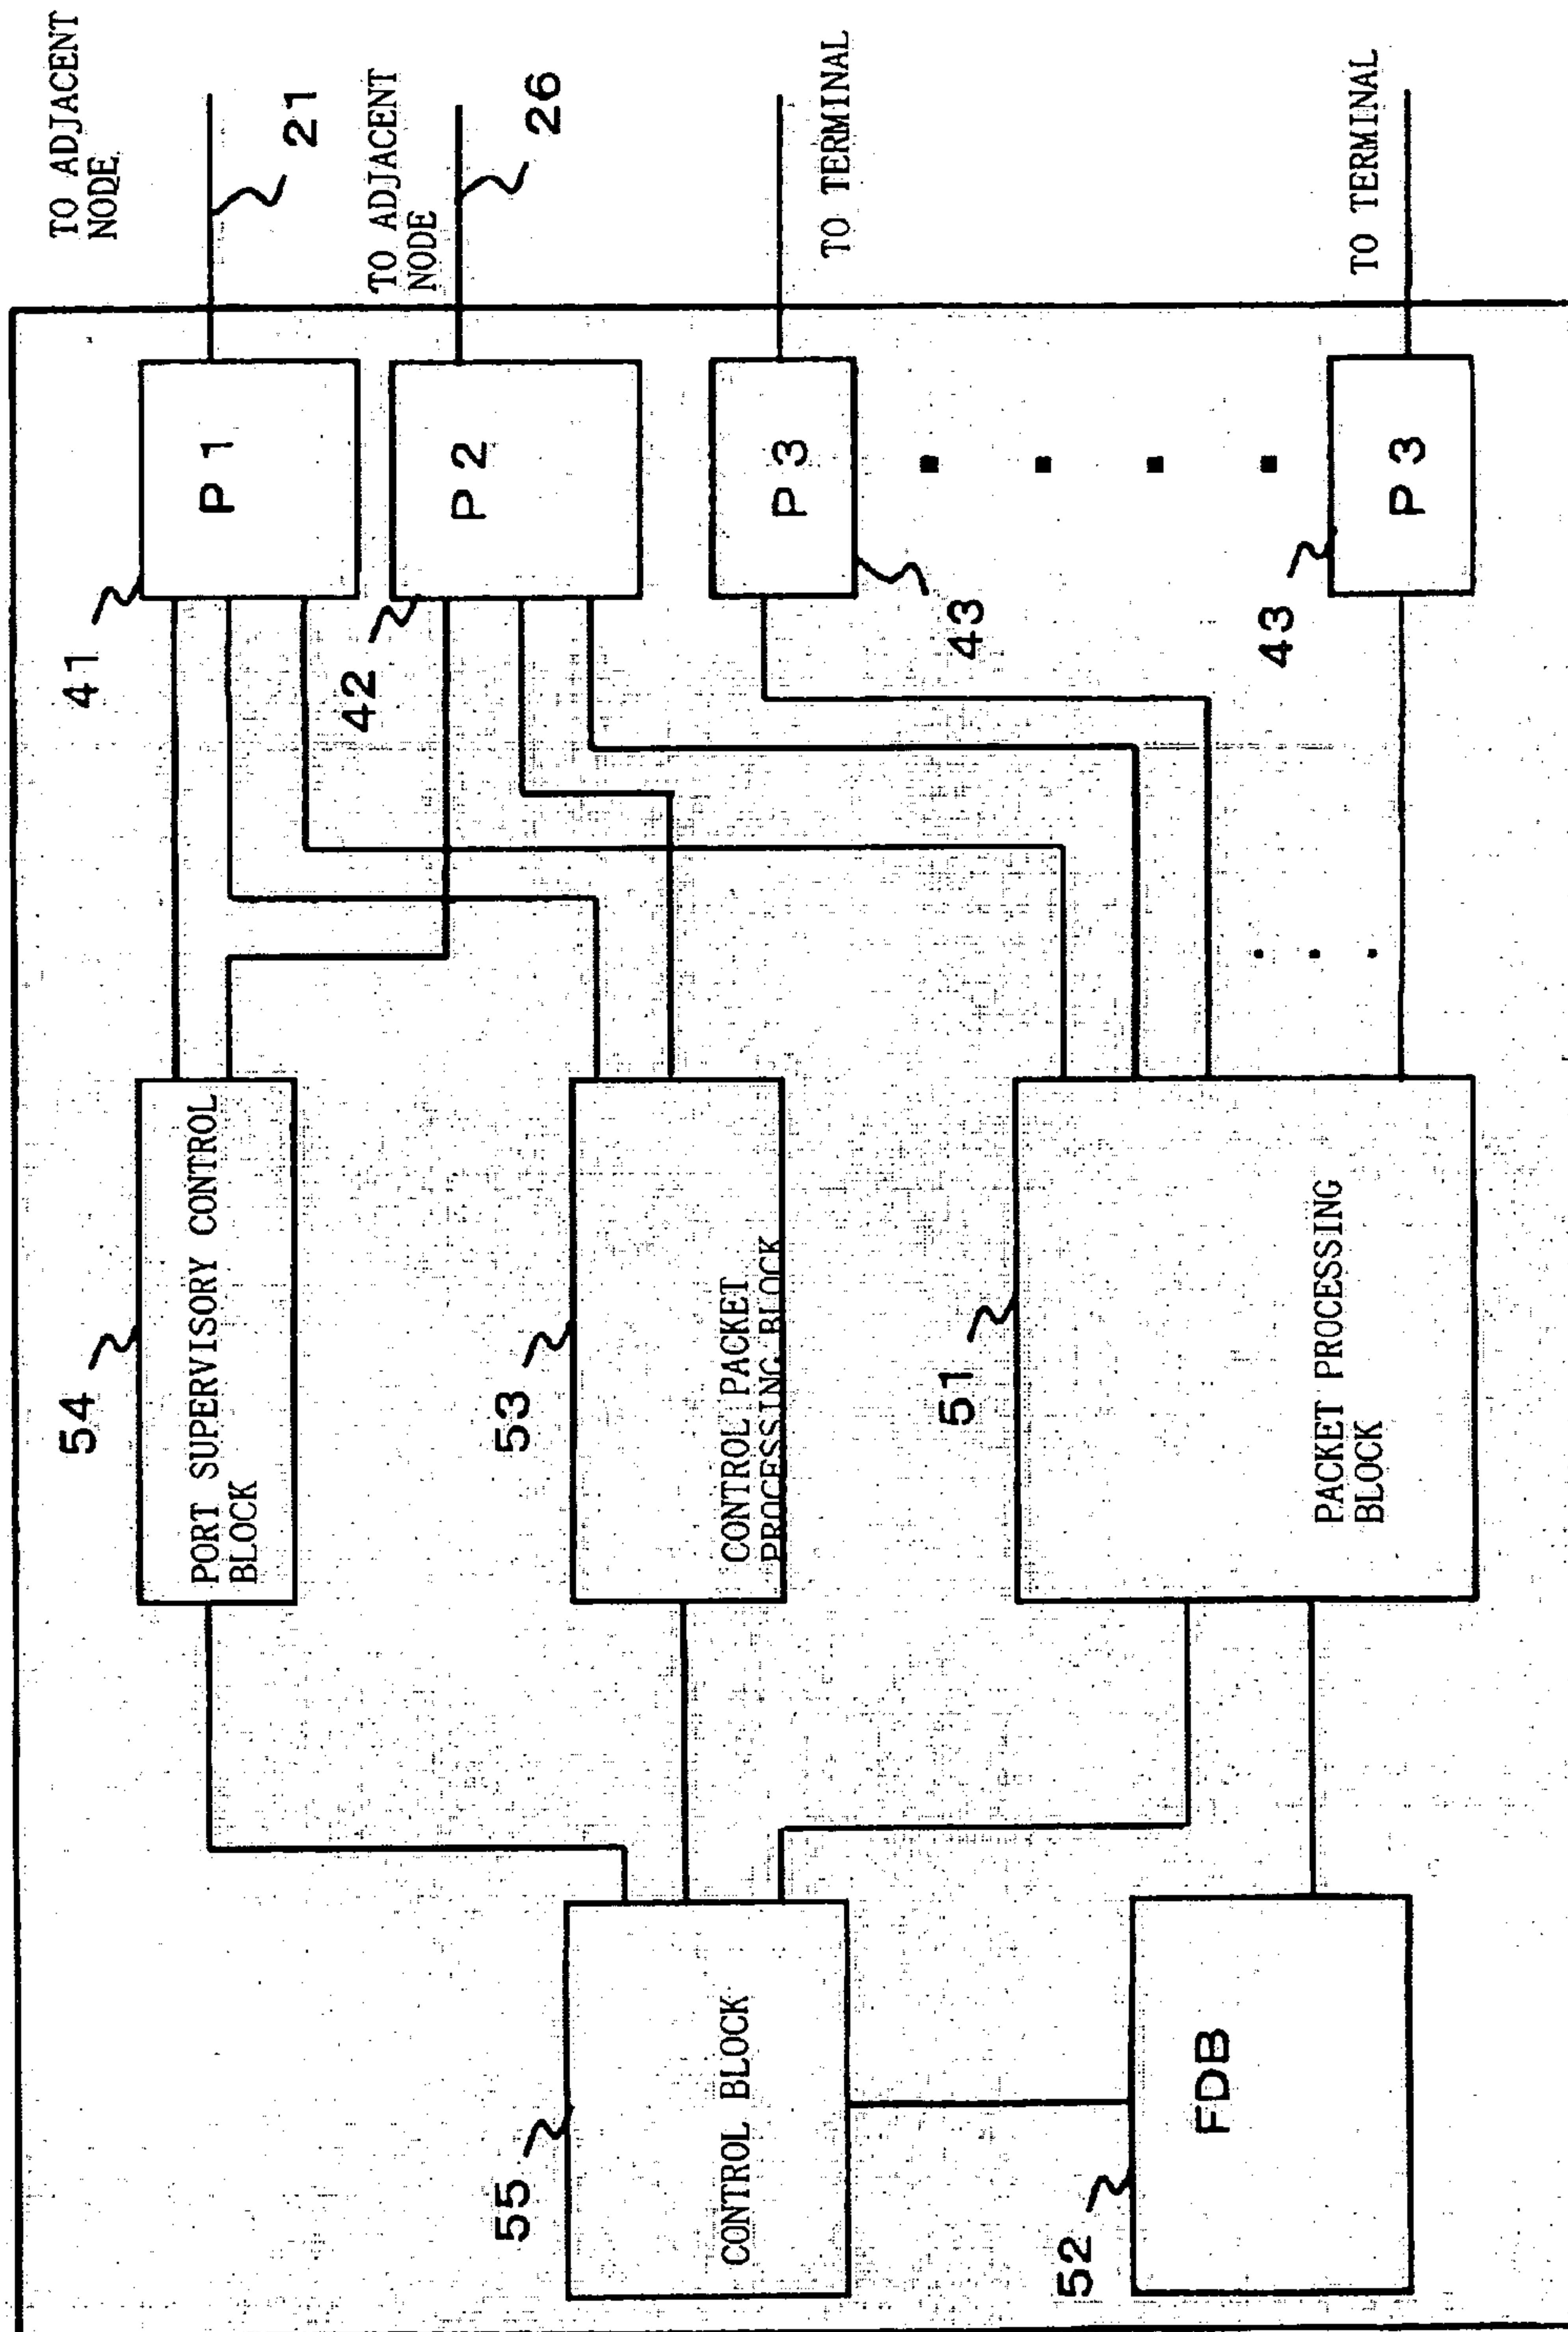 TO ADJACENT
NODE
21
TO ADJACENT
NODE
26
TO TERMINAL
TO TERMINAL
P1
P2
P3
P3
41
42
43
43
54
PORT SUPERVISORY CONTROL
BLOCK
53
CONTROL PACKET
PROCESSING BLOCK
51
PACKET PROCESSING
BLOCK
55
CONTROL BLOCK
52
FDB